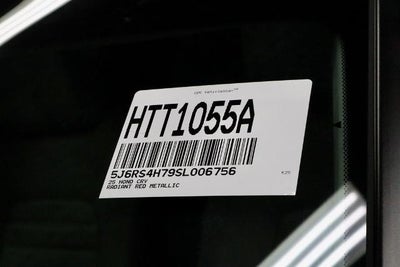 HTT1055A
5J6RS4H79SL006756
25 HOND CRV
RADIANT RED METALLIC